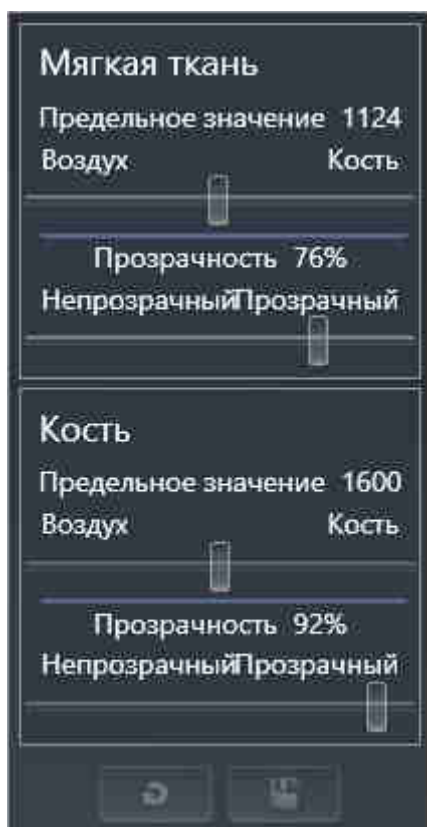 Мягкая ткань
Предельное значение 1124
Воздух Кость
Прозрачность 76%
Непрозрачный Прозрачный
Кость
Предельное значение 1600
Воздух Кость
Прозрачность 92%
Непрозрачный Прозрачный